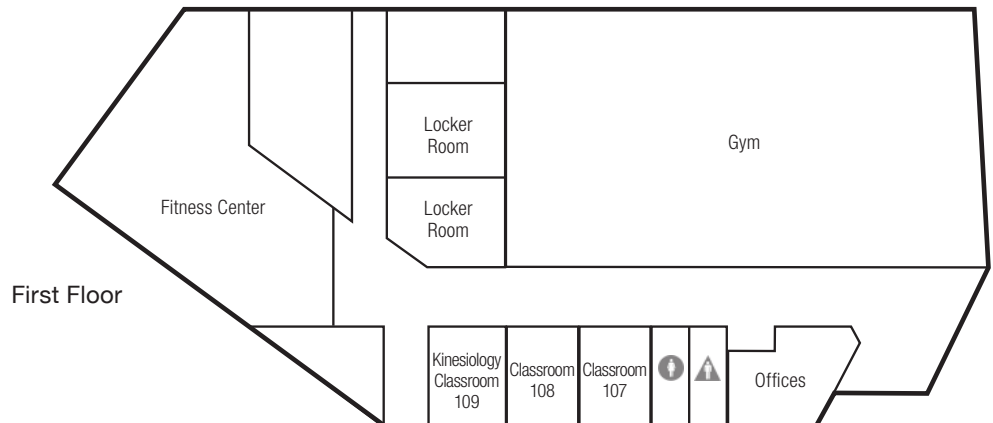 Locker
Room
Gym
Locker
Room
Fitness Center
First Floor
Kinesiology
Classroom
109
Classroom
108
Classroom
107
Offices